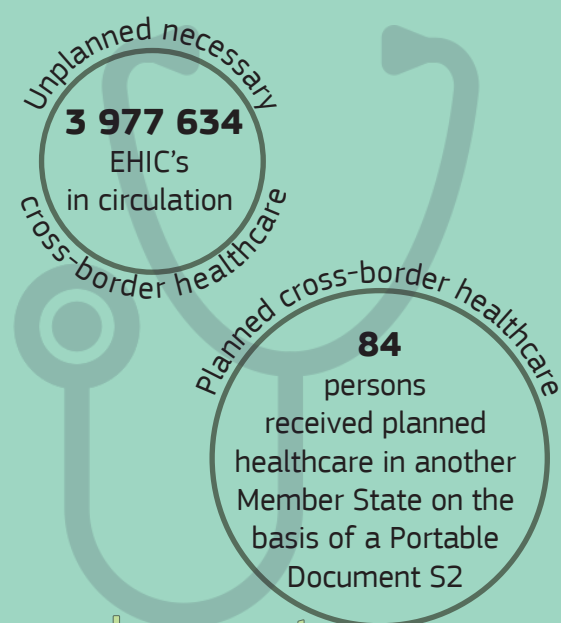 Unplanned necessary
3 977 634
EHIC's
in circulation
cross-border healthcare
Planned cross-border healthcare
84
persons
received planned
healthcare in another
Member State on the
basis of a Portable
Document S2